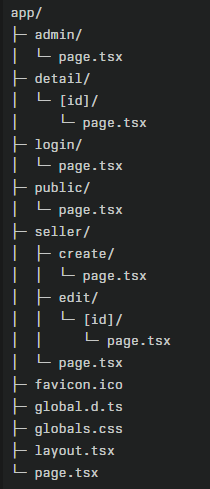 app/
├─ admin/
│  └─ page.tsx
├─ detail/
│  └─ [id]/
│     └─ page.tsx
├─ login/
│  └─ page.tsx
├─ public/
│  └─ page.tsx
├─ seller/
│  ├─ create/
│  │  └─ page.tsx
│  ├─ edit/
│  │  └─ [id]/
│  │     └─ page.tsx
│  └─ page.tsx
├─ favicon.ico
├─ global.d.ts
├─ globals.css
├─ layout.tsx
└─ page.tsx